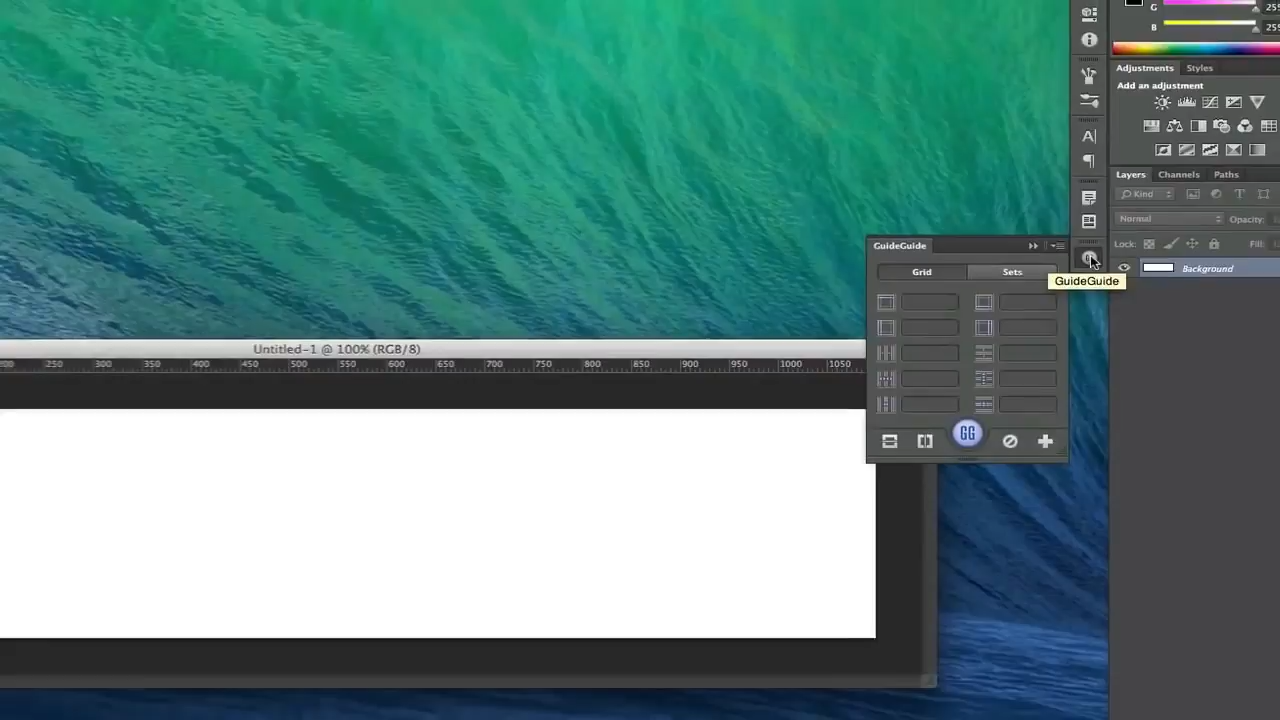 G 255
B 255
Adjustments Styles
Add an adjustment
A|
Layers Channels Paths
Kind T
Normal Opacity:
Lock: Fill:
Background
GuideGuide
Grid Sets
GuideGuide
GG
Untitled-1 @ 100% (RGB/8)
250 300 350 400 450 500 550 600 650 700 750 800 850 900 950 1000 1050